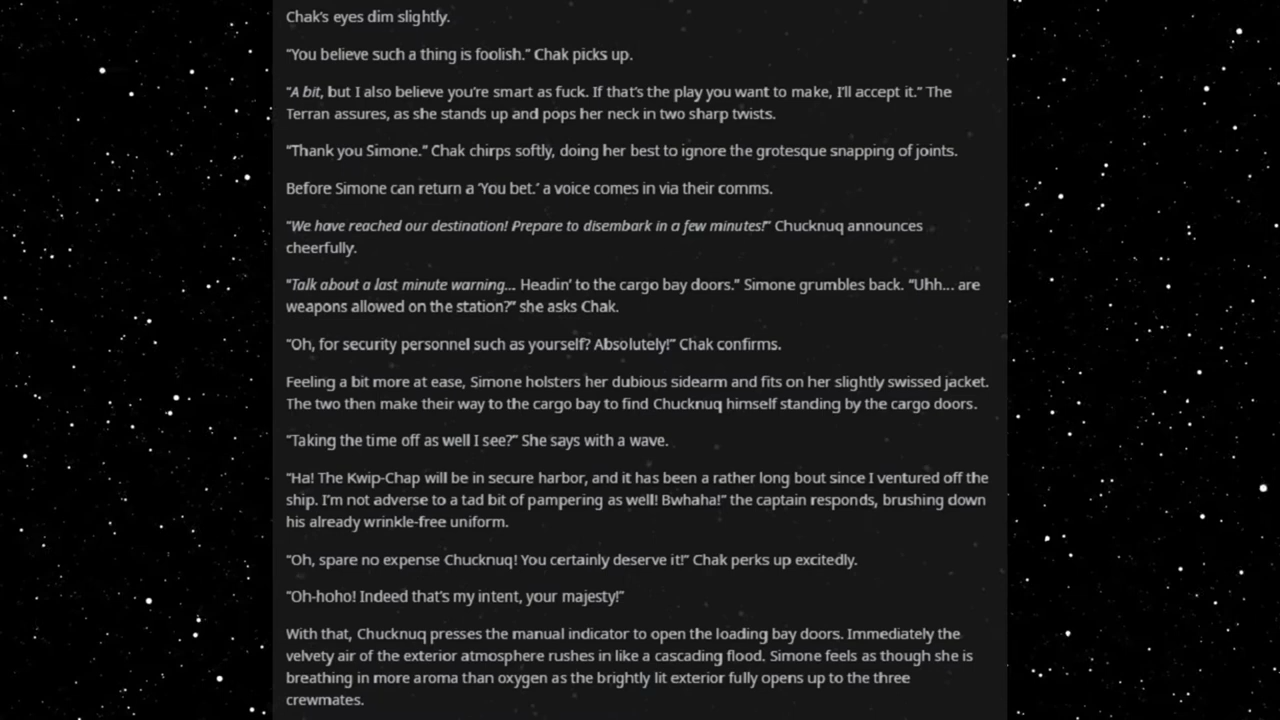 Chak’s eyes dim slightly.
“You believe such a thing is foolish.” Chak picks up.
“A bit, but I also believe you’re smart as fuck. If that’s the play you want to make, I’ll accept it.” The
Terran assures, as she stands up and pops her neck in two sharp twists.
“Thank you Simone.” Chak chirps softly, doing her best to ignore the grotesque snapping of joints.
Before Simone can return a ‘You bet.’ a voice comes in via their comms.
“We have reached our destination! Prepare to disembark in a few minutes!” Chucknuq announces
cheerfully.
“Talk about a last minute warning... Headin’ to the cargo bay doors.” Simone grumbles back. “Uhh... are
weapons allowed on the station?” she asks Chak.
“Oh, for security personnel such as yourself? Absolutely!” Chak confirms.
Feeling a bit more at ease, Simone holsters her dubious sidearm and fits on her slightly swissed jacket.
The two then make their way to the cargo bay to find Chucknuq himself standing by the cargo doors.
“Taking the time off as well I see?” She says with a wave.
“Ha! The Kwip-Chap will be in secure harbor, and it has been a rather long bout since I ventured off the
ship. I’m not adverse to a tad bit of pampering as well! Bwhaha!” the captain responds, brushing down
his already wrinkle-free uniform.
“Oh, spare no expense Chucknuq! You certainly deserve it!” Chak perks up excitedly.
“Oh-hoho! Indeed that’s my intent, your majesty!”
With that, Chucknuq presses the manual indicator to open the loading bay doors. Immediately the
velvety air of the exterior atmosphere rushes in like a cascading flood. Simone feels as though she is
breathing in more aroma than oxygen as the brightly lit exterior fully opens up to the three
crewmates.